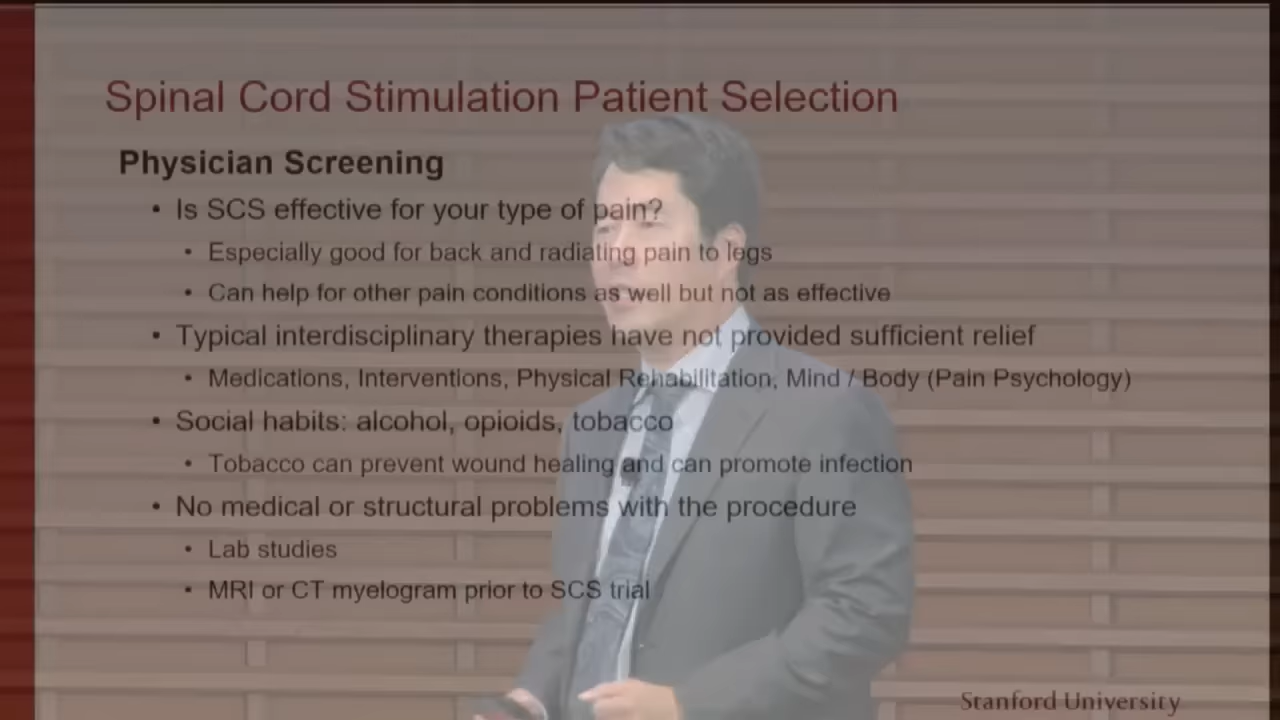 Spinal Cord Stimulation Patient Selection
Physician Screening
• Is SCS effective for your type of pain?
• Especially good for back and radiating pain to legs
• Can help for other pain conditions as well but not as effective
• Typical interdisciplinary therapies have not provided sufficient relief
• Medications, Interventions, Physical Rehabilitation, Mind / Body (Pain Psychology)
• Social habits: alcohol, opioids, tobacco
• Tobacco can prevent wound healing and can promote infection
• No medical or structural problems with the procedure
• Lab studies
• MRI or CT myelogram prior to SCS trial
Stanford University